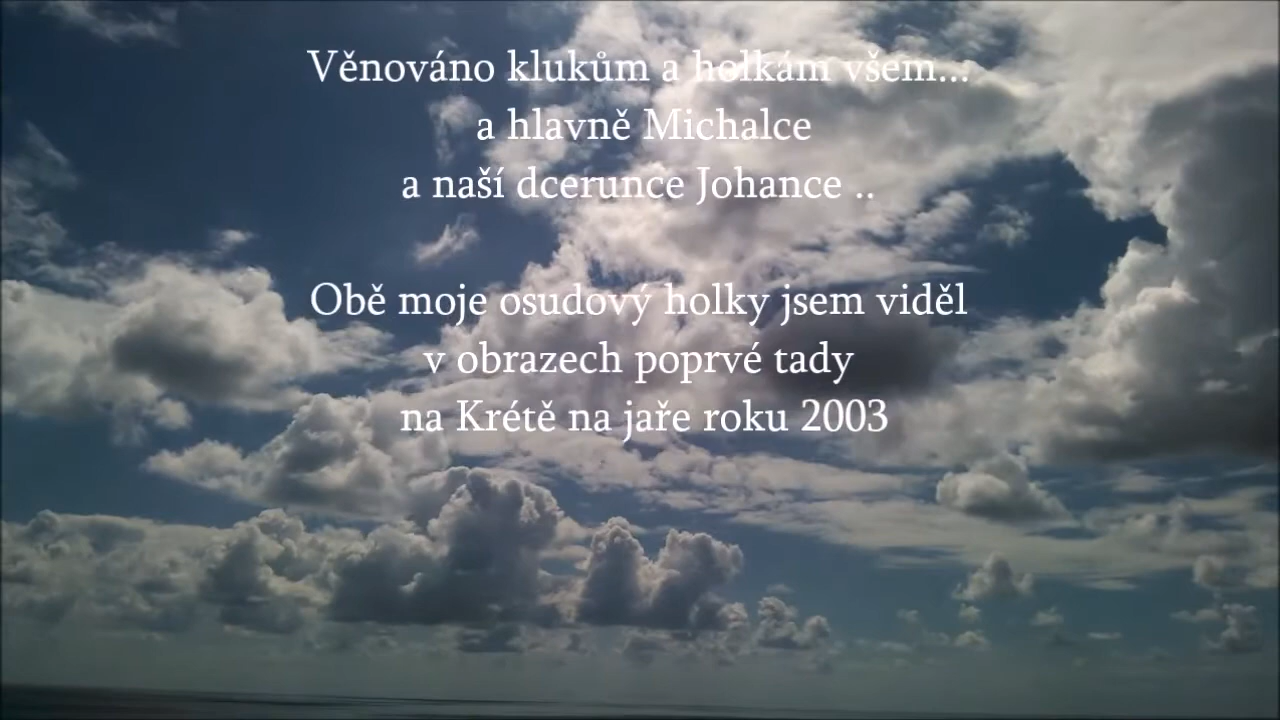 Věnováno klukům a holkám všem...
a hlavně Michalce
a naší dcerunce Johance ..
Obě moje osudový holky jsem viděl
v obrazech poprvé tady
na Krétě na jaře roku 2003